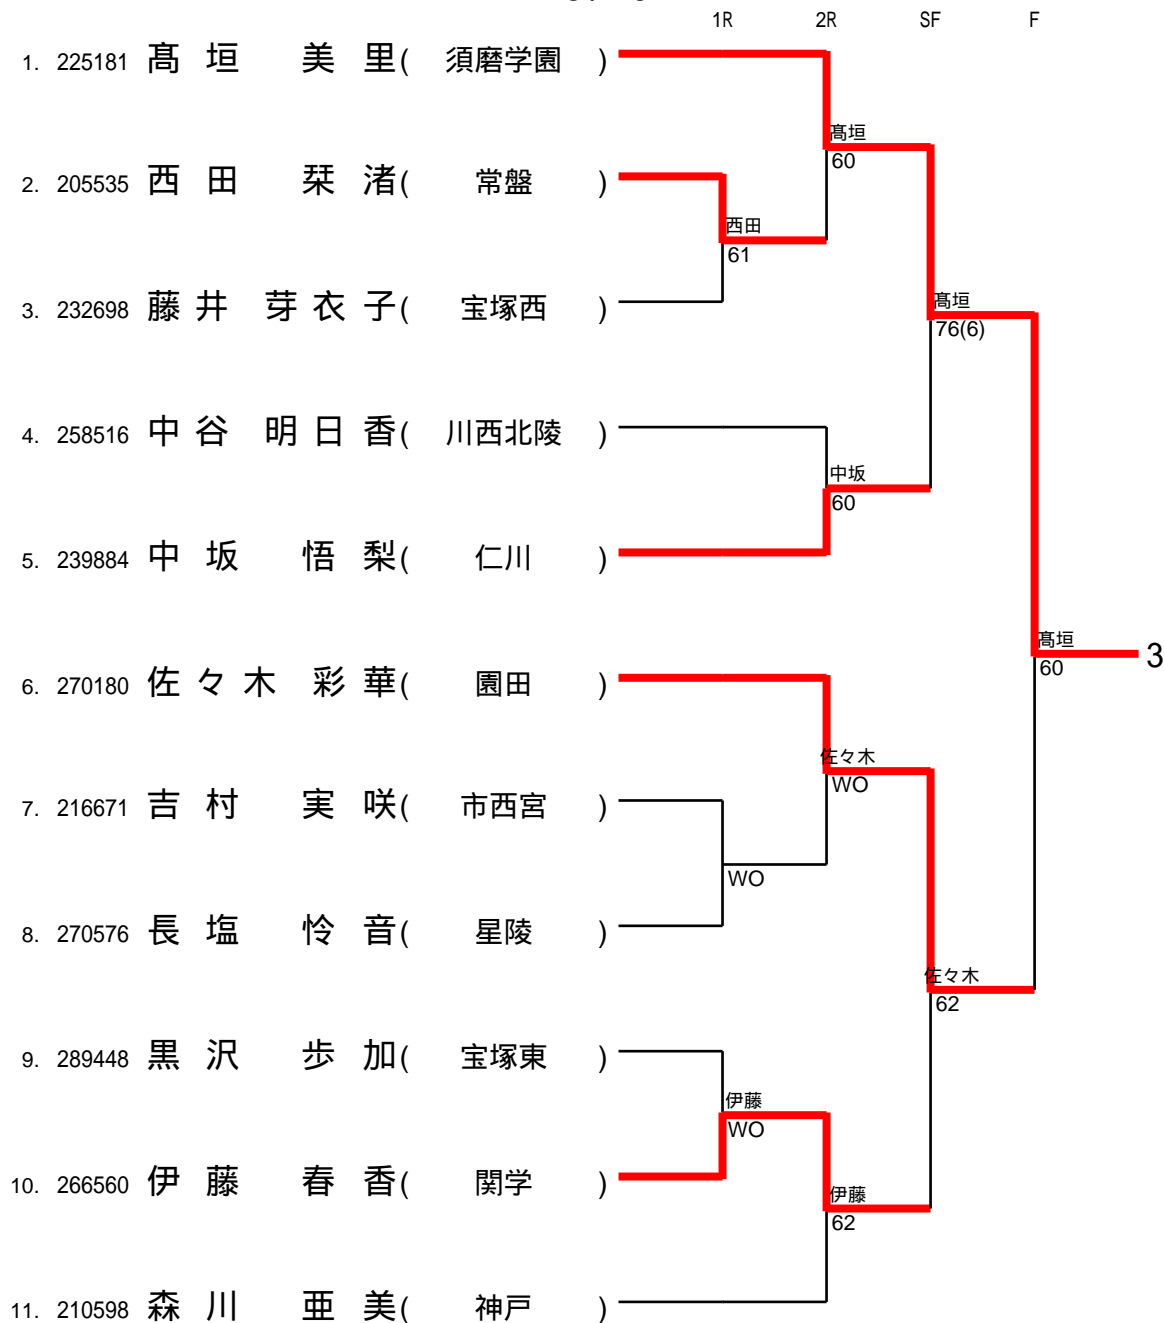 1R 2R SF F
1. 225181 髙垣 美里( 須磨学園 )
髙垣
60
2. 205535 西田 栞渚( 常盤 )
西田
61
3. 232698 藤井 芽衣子( 宝塚西 )
髙垣
76(6)
4. 258516 中谷 明日香( 川西北陵 )
中坂
60
5. 239884 中坂 悟梨( 仁川 )
髙垣
60
3
6. 270180 佐々木 彩華( 園田 )
佐々木
WO
7. 216671 吉村 実咲( 市西宮 )
WO
8. 270576 長塩 怜音( 星陵 )
佐々木
62
9. 289448 黒沢 歩加( 宝塚東 )
伊藤
WO
10. 266560 伊藤 春香( 関学 )
伊藤
62
11. 210598 森川 亜美( 神戸 )